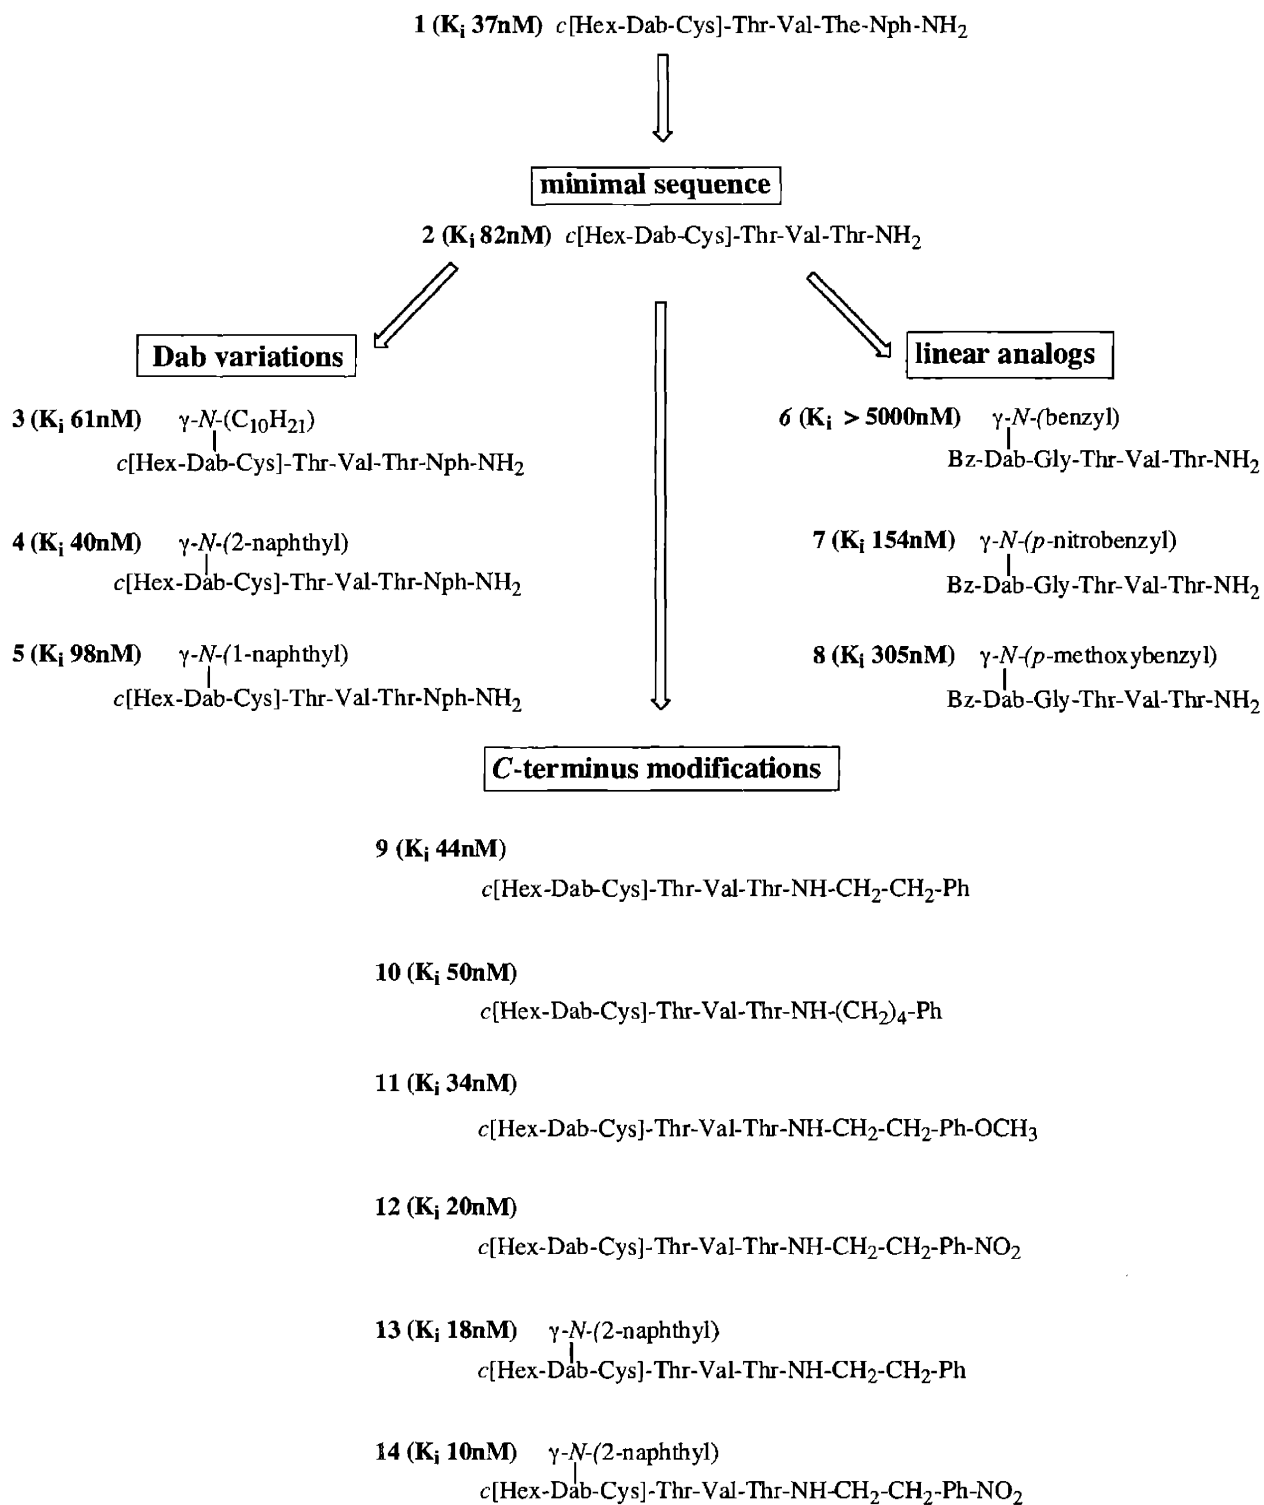 1 (Ki 37nM) c[Hex-Dab-Cys]-Thr-Val-The-Nph-NH2
minimal sequence
2 (Ki 82nM) c[Hex-Dab-Cys]-Thr-Val-Thr-NH2
Dab variations
3 (Ki 61nM) γ-N-(C10H21)
c[Hex-Dab-Cys]-Thr-Val-Thr-Nph-NH2
4 (Ki 40nM) γ-N-(2-naphthyl)
c[Hex-Dab-Cys]-Thr-Val-Thr-Nph-NH2
5 (Ki 98nM) γ-N-(1-naphthyl)
c[Hex-Dab-Cys]-Thr-Val-Thr-Nph-NH2
linear analogs
6 (Ki > 5000nM) γ-N-(benzyl)
Bz-Dab-Gly-Thr-Val-Thr-NH2
7 (Ki 154nM) γ-N-(p-nitrobenzyl)
Bz-Dab-Gly-Thr-Val-Thr-NH2
8 (Ki 305nM) γ-N-(p-methoxybenzyl)
Bz-Dab-Gly-Thr-Val-Thr-NH2
C-terminus modifications
9 (Ki 44nM)
c[Hex-Dab-Cys]-Thr-Val-Thr-NH-CH2-CH2-Ph
10 (Ki 50nM)
c[Hex-Dab-Cys]-Thr-Val-Thr-NH-(CH2)4-Ph
11 (Ki 34nM)
c[Hex-Dab-Cys]-Thr-Val-Thr-NH-CH2-CH2-Ph-OCH3
12 (Ki 20nM)
c[Hex-Dab-Cys]-Thr-Val-Thr-NH-CH2-CH2-Ph-NO2
13 (Ki 18nM) γ-N-(2-naphthyl)
c[Hex-Dab-Cys]-Thr-Val-Thr-NH-CH2-CH2-Ph
14 (Ki 10nM) γ-N-(2-naphthyl)
c[Hex-Dab-Cys]-Thr-Val-Thr-NH-CH2-CH2-Ph-NO2